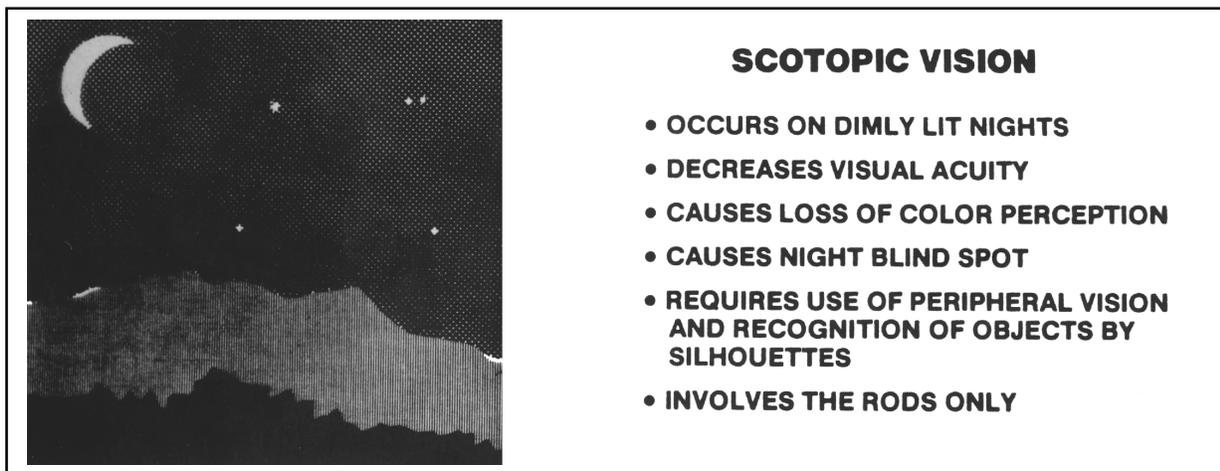 SCOTOPIC VISION
• OCCURS ON DIMLY LIT NIGHTS
• DECREASES VISUAL ACUITY
• CAUSES LOSS OF COLOR PERCEPTION
• CAUSES NIGHT BLIND SPOT
• REQUIRES USE OF PERIPHERAL VISION
AND RECOGNITION OF OBJECTS BY
SILHOUETTES
• INVOLVES THE RODS ONLY